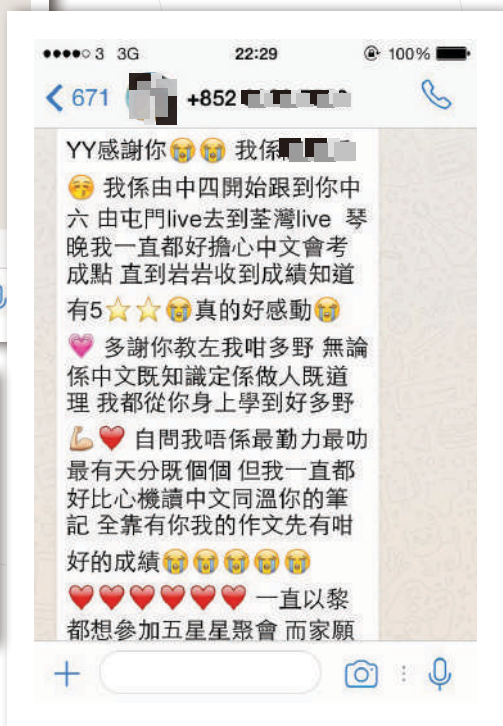 3 3G 22:29 100%
671 +852
YY感謝你😭😭 我係
😚 我係由中四開始跟到你中
六 由屯門live去到荃灣live 琴
晚我一直都好擔心中文會考
成點 直到岩岩收到成績知道
有5⭐⭐😭真的好感動😭
💗 多謝你教左我咁多野 無論
係中文既知識定係做人既道
理 我都從你身上學到好多野
💪❤️ 自問我唔係最勤力最叻
最有天分既個個 但我一直都
好比心機讀中文同溫你的筆
記 全靠有你我的作文先有咁
好的成績😭😭😭😭😭
❤️❤️❤️❤️❤️❤️ 一直以黎
都想參加五星星聚會 而家願